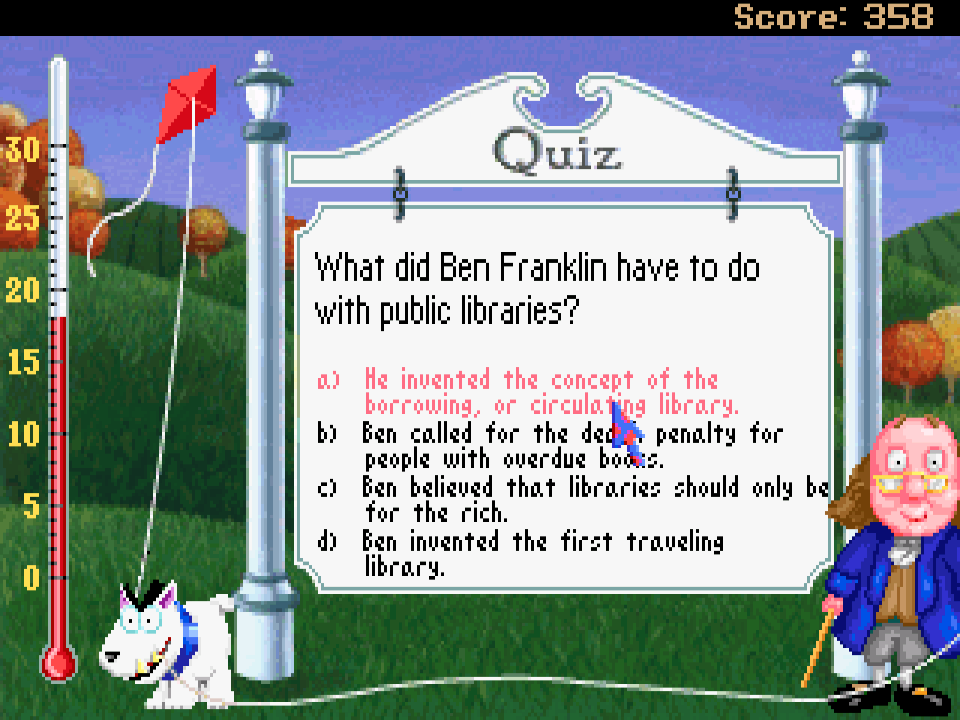 Score: 358
30
25
20
15
10
5
0
Quiz
What did Ben Franklin have to do
with public libraries?
a) He invented the concept of the
borrowing, or circulating library.
b) Ben called for the penalty for
people with overdue
c) Ben believed that libraries should only be
for the rich.
d) Ben invented the first traveling
library.